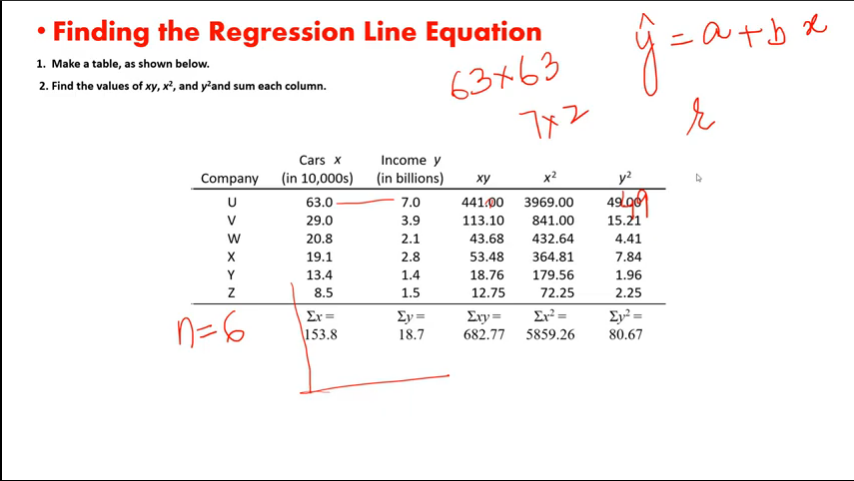 • Finding the Regression Line Equation
ŷ = a + b x
1. Make a table, as shown below.
63×63
2. Find the values of xy, x², and y²and sum each column.
7×2
r
Cars x Income y
Company (in 10,000s) (in billions) xy x² y²
U 63.0 7.0 441.00 3969.00 49.00 49
V 29.0 3.9 113.10 841.00 15.21
W 20.8 2.1 43.68 432.64 4.41
X 19.1 2.8 53.48 364.81 7.84
Y 13.4 1.4 18.76 179.56 1.96
Z 8.5 1.5 12.75 72.25 2.25
n=6
Σx = Σy = Σxy = Σx² = Σy² =
153.8 18.7 682.77 5859.26 80.67